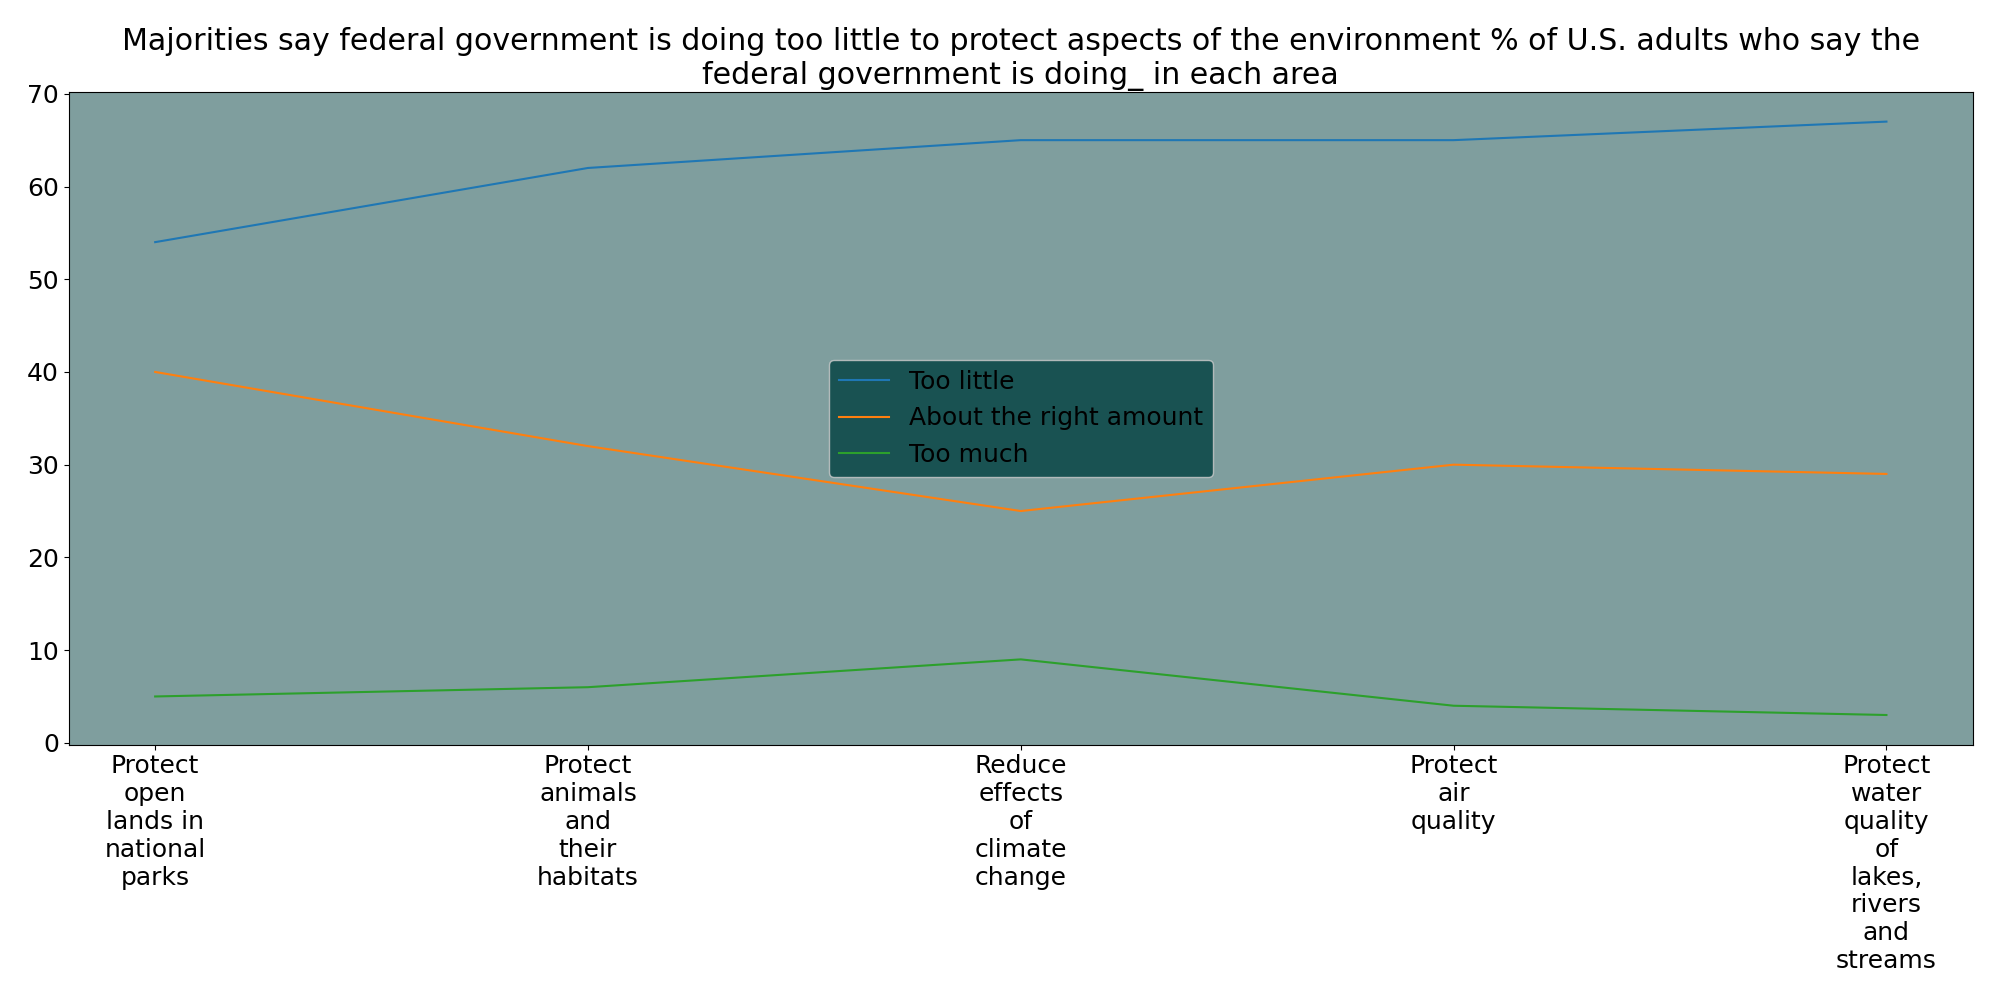 Majorities say federal government is doing too little to protect aspects of the environment % of U.S. adults who say the
federal government is doing_ in each area
70
60
50
40
30
20
10
0
Too little
About the right amount
Too much
Protect
open
lands in
national
parks
Protect
animals
and
their
habitats
Reduce
effects
of
climate
change
Protect
air
quality
Protect
water
quality
of
lakes,
rivers
and
streams